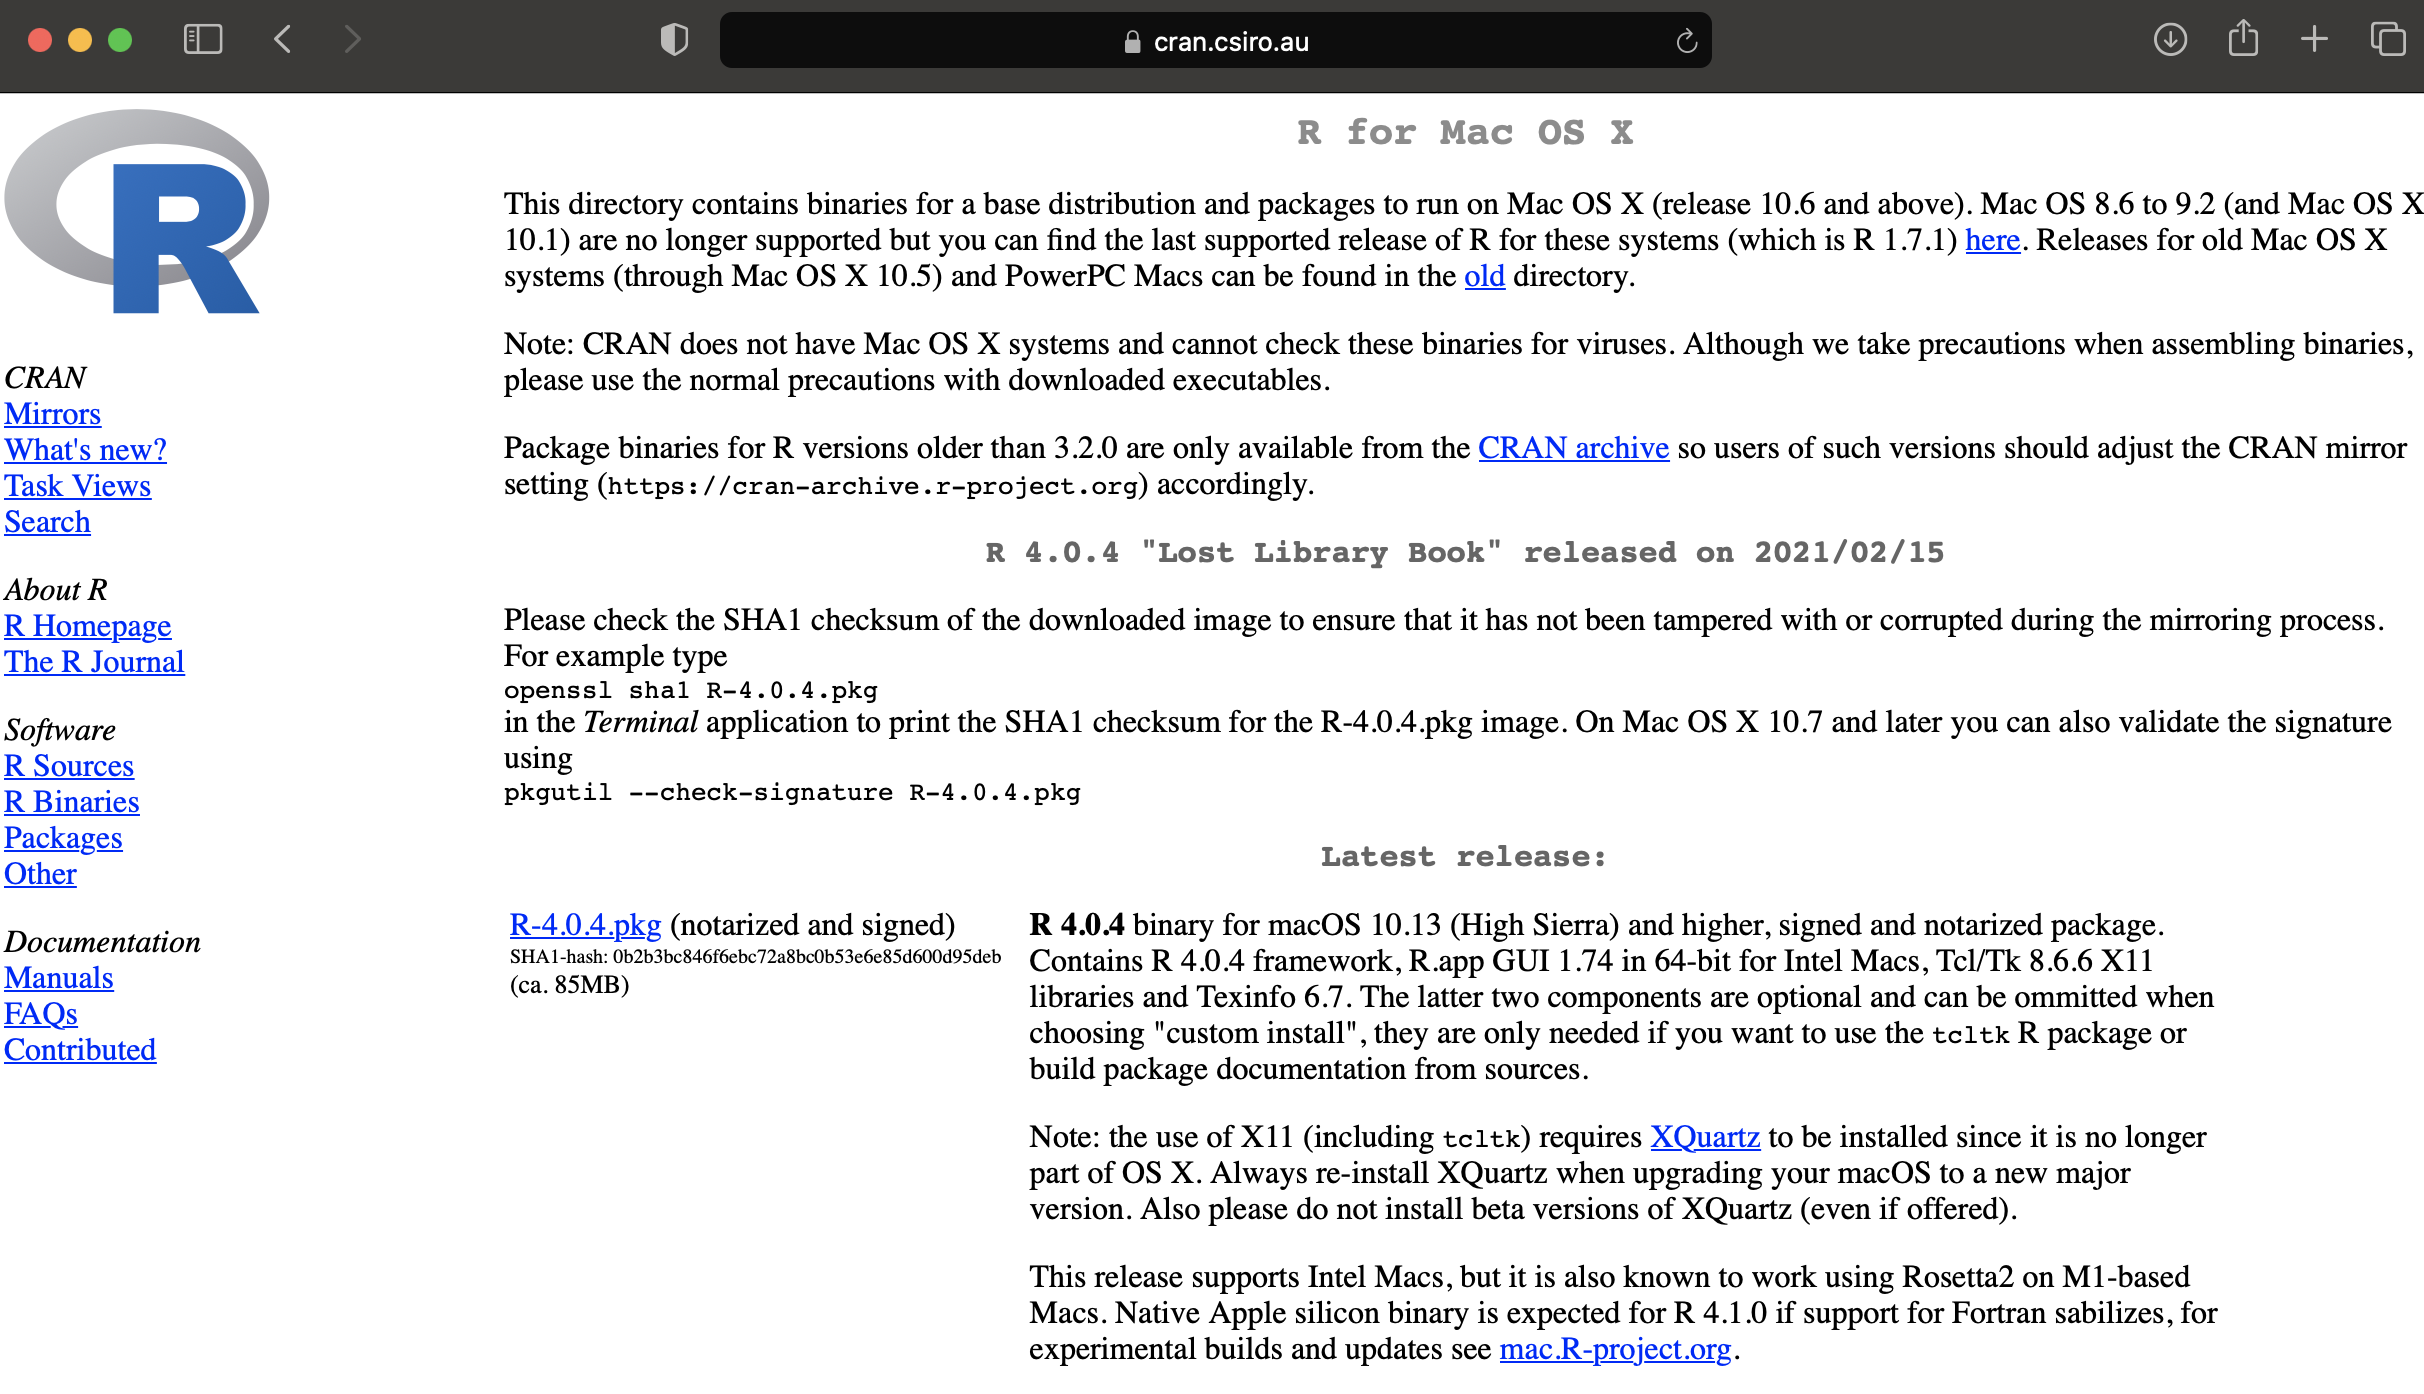 cran.csiro.au
R
CRAN
Mirrors
What's new?
Task Views
Search
About R
R Homepage
The R Journal
Software
R Sources
R Binaries
Packages
Other
Documentation
Manuals
FAQs
Contributed
R for Mac OS X
This directory contains binaries for a base distribution and packages to run on Mac OS X (release 10.6 and above). Mac OS 8.6 to 9.2 (and Mac OS X
10.1) are no longer supported but you can find the last supported release of R for these systems (which is R 1.7.1) here. Releases for old Mac OS X
systems (through Mac OS X 10.5) and PowerPC Macs can be found in the old directory.
Note: CRAN does not have Mac OS X systems and cannot check these binaries for viruses. Although we take precautions when assembling binaries,
please use the normal precautions with downloaded executables.
Package binaries for R versions older than 3.2.0 are only available from the CRAN archive so users of such versions should adjust the CRAN mirror
setting (https://cran-archive.r-project.org) accordingly.
R 4.0.4 "Lost Library Book" released on 2021/02/15
Please check the SHA1 checksum of the downloaded image to ensure that it has not been tampered with or corrupted during the mirroring process.
For example type
openssl sha1 R-4.0.4.pkg
in the Terminal application to print the SHA1 checksum for the R-4.0.4.pkg image. On Mac OS X 10.7 and later you can also validate the signature
using
pkgutil --check-signature R-4.0.4.pkg
Latest release:
R-4.0.4.pkg (notarized and signed)
SHA1-hash: 0b2b3bc846f6ebc72a8bc0b53e6e85d600d95deb
(ca. 85MB)
R 4.0.4 binary for macOS 10.13 (High Sierra) and higher, signed and notarized package.
Contains R 4.0.4 framework, R.app GUI 1.74 in 64-bit for Intel Macs, Tcl/Tk 8.6.6 X11
libraries and Texinfo 6.7. The latter two components are optional and can be ommitted when
choosing "custom install", they are only needed if you want to use the tcltk R package or
build package documentation from sources.
Note: the use of X11 (including tcltk) requires XQuartz to be installed since it is no longer
part of OS X. Always re-install XQuartz when upgrading your macOS to a new major
version. Also please do not install beta versions of XQuartz (even if offered).
This release supports Intel Macs, but it is also known to work using Rosetta2 on M1-based
Macs. Native Apple silicon binary is expected for R 4.1.0 if support for Fortran sabilizes, for
experimental builds and updates see mac.R-project.org.